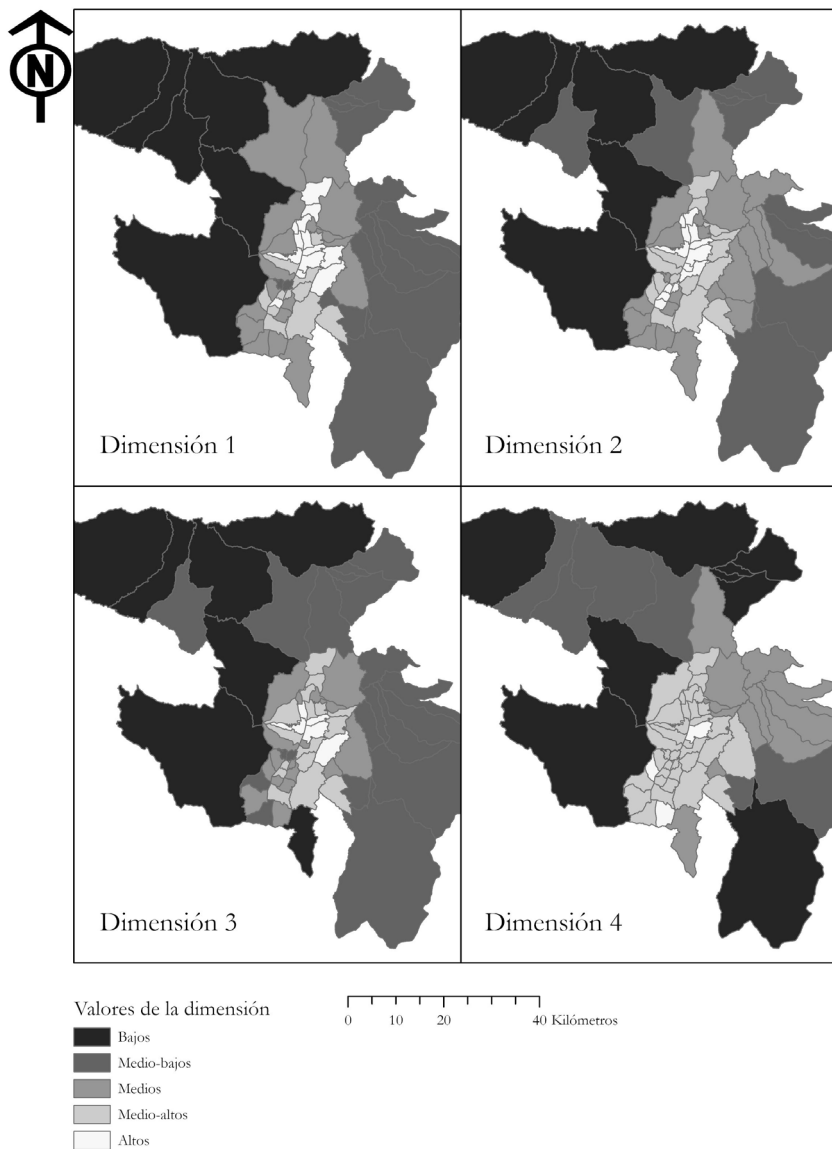 N
Dimensión 1
Dimensión 2
Dimensión 3
Dimensión 4
Valores de la dimensión
Bajos
Medio-bajos
Medios
Medio-altos
Altos
0 10 20 40 Kilómetros